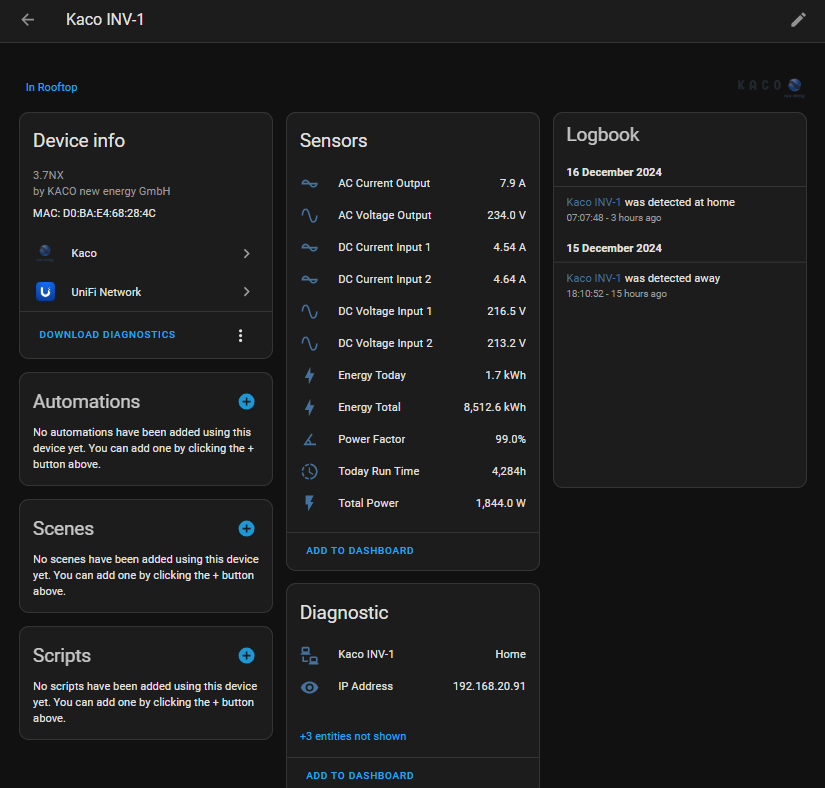 Kaco INV-1
In Rooftop
KACO
Device info
3.7NX
by KACO new energy GmbH
MAC: D0:BA:E4:68:28:4C
Kaco
UniFi Network
DOWNLOAD DIAGNOSTICS
Automations
No automations have been added using this
device yet. You can add one by clicking the +
button above.
Scenes
No scenes have been added using this device
yet. You can add one by clicking the + button
above.
Scripts
No scripts have been added using this device
yet. You can add one by clicking the + button
above.
Sensors
AC Current Output 7.9 A
AC Voltage Output 234.0 V
DC Current Input 1 4.54 A
DC Current Input 2 4.64 A
DC Voltage Input 1 216.5 V
DC Voltage Input 2 213.2 V
Energy Today 1.7 kWh
Energy Total 8,512.6 kWh
Power Factor 99.0%
Today Run Time 4,284h
Total Power 1,844.0 W
ADD TO DASHBOARD
Diagnostic
Kaco INV-1 Home
IP Address 192.168.20.91
+3 entities not shown
ADD TO DASHBOARD
Logbook
16 December 2024
Kaco INV-1 was detected at home
07:07:48 - 3 hours ago
15 December 2024
Kaco INV-1 was detected away
18:10:52 - 15 hours ago